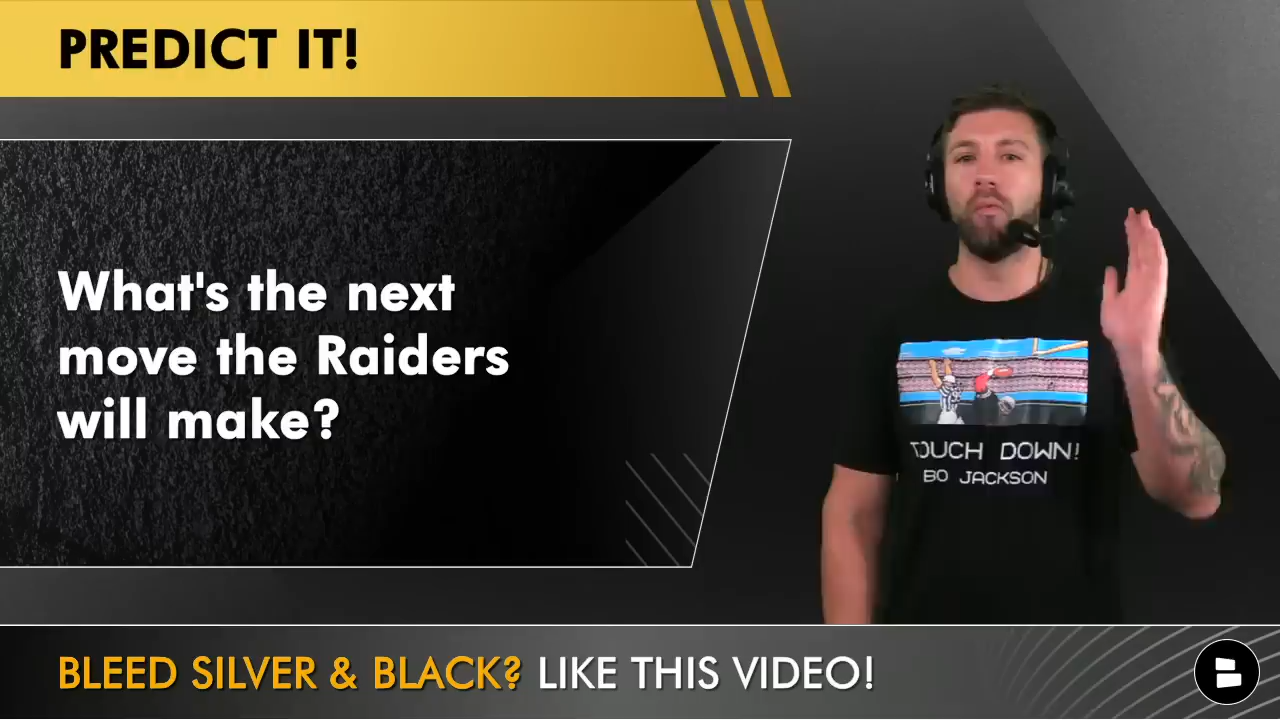 PREDICT IT!
What's the next
move the Raiders
will make?
TOUCH DOWN!
BO JACKSON
BLEED SILVER & BLACK? LIKE THIS VIDEO!